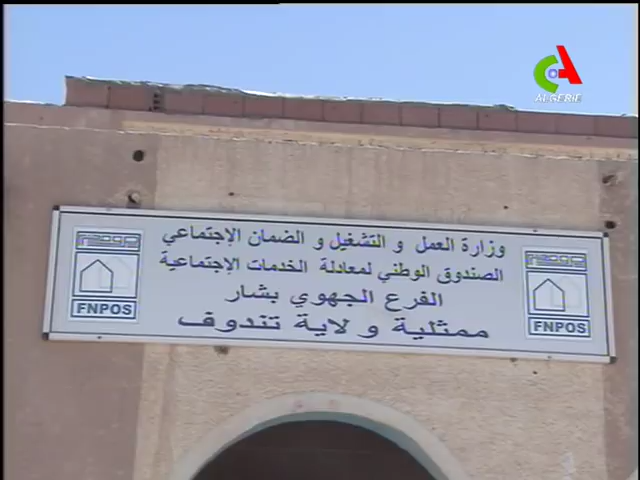 ALGERIE
وزارة العمل و التشغيل و الضمان الإجتماعي
الصندوق الوطني لمعادلة الخدمات الإجتماعية
الفرع الجهوي بشار
ممثلية ولاية تندوف
FNPOS
FNPOS